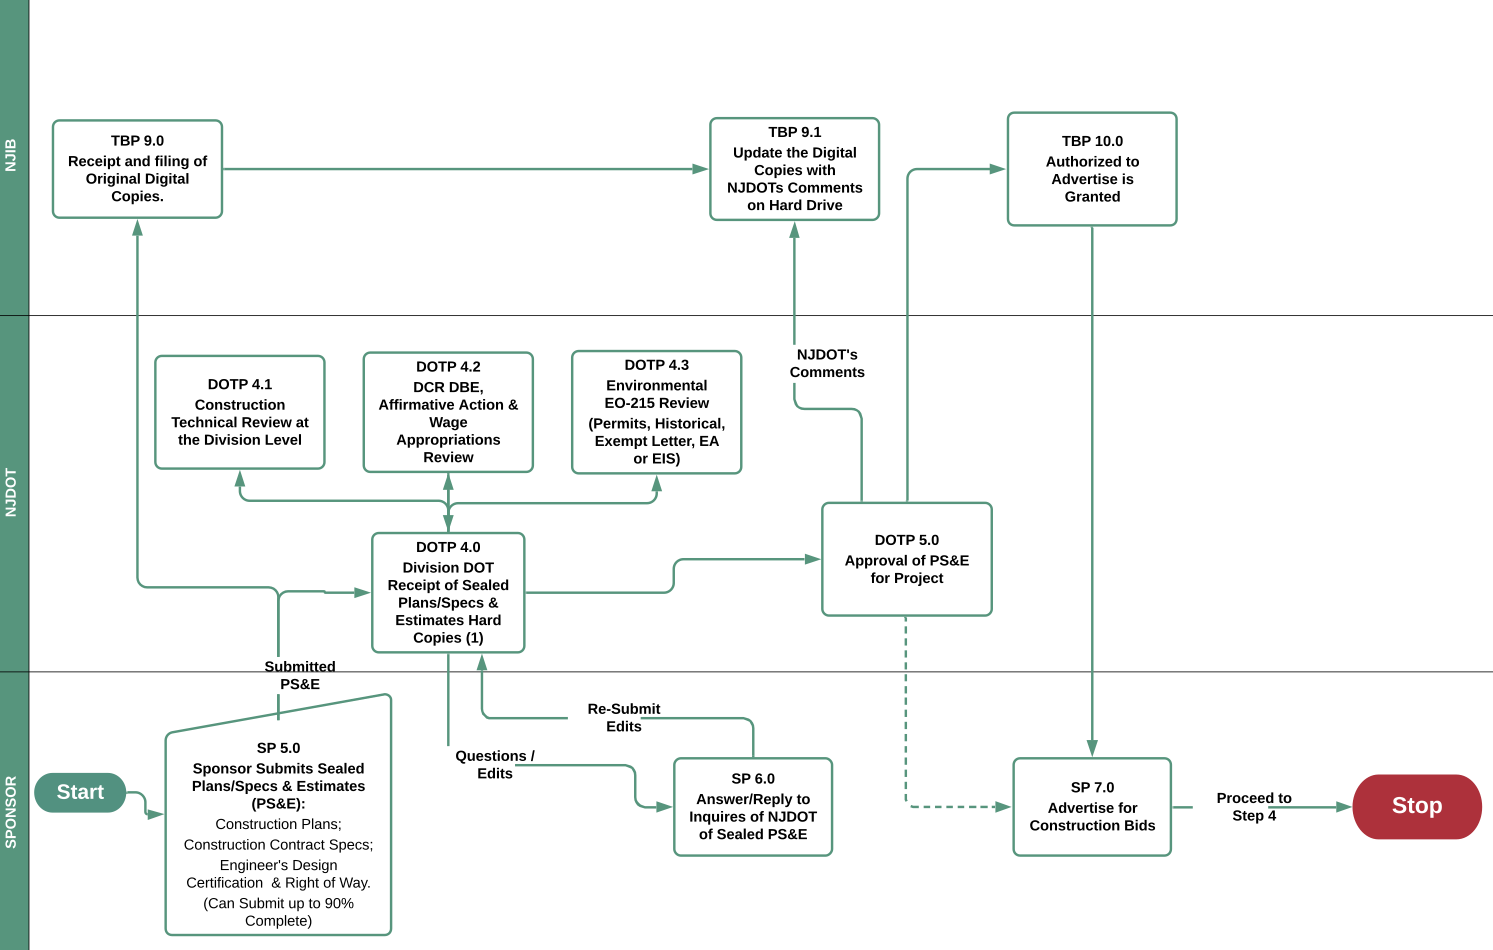 NJIB
TBP 9.0
Receipt and filing of
Original Digital
Copies.
TBP 9.1
Update the Digital
Copies with
NJDOTs Comments
on Hard Drive
TBP 10.0
Authorized to
Advertise is
Granted
NJDOT
DOTP 4.1
Construction
Technical Review at
the Division Level
DOTP 4.2
DCR DBE,
Affirmative Action &
Wage
Appropriations
Review
DOTP 4.3
Environmental
EO-215 Review
(Permits, Historical,
Exempt Letter, EA
or EIS)
NJDOT's
Comments
DOTP 4.0
Division DOT
Receipt of Sealed
Plans/Specs &
Estimates Hard
Copies (1)
DOTP 5.0
Approval of PS&E
for Project
Submitted
PS&E
SPONSOR
Start
SP 5.0
Sponsor Submits Sealed
Plans/Specs & Estimates
(PS&E):
Construction Plans;
Construction Contract Specs;
Engineer's Design
Certification  & Right of Way.
(Can Submit up to 90%
Complete)
Re-Submit
Edits
Questions /
Edits
SP 6.0
Answer/Reply to
Inquires of NJDOT
of Sealed PS&E
SP 7.0
Advertise for
Construction Bids
Proceed to
Step 4
Stop